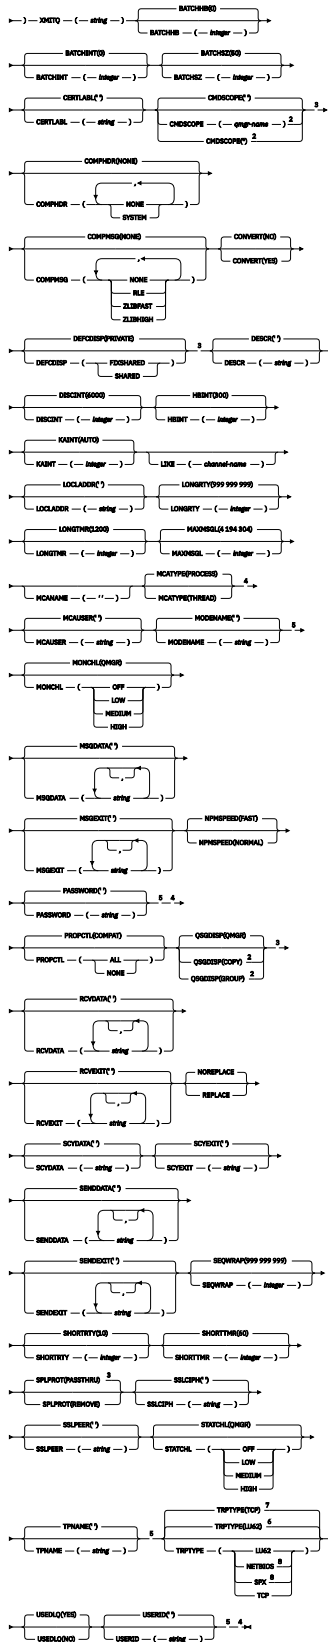 BATCHHB(0)
) — XMITQ — ( — string — )
BATCHHB — ( — integer — )
BATCHINT(0) BATCHSZ(50)
BATCHINT — ( — integer — ) BATCHSZ — ( — integer — )
CERTLABL(' ') CMDSCOPE(' ') 3
CERTLABL — ( — string — ) CMDSCOPE — ( — qmgr-name — ) 2
CMDSCOPE(*) 2
COMPHDR(NONE)
,
COMPHDR — ( NONE )
SYSTEM
COMPMSG(NONE) CONVERT(NO)
, CONVERT(YES)
COMPMSG — ( NONE )
RLE
ZLIBFAST
ZLIBHIGH
DEFCDISP(PRIVATE) 3 DESCR(' ')
DEFCDISP — ( FIXSHARED ) DESCR — ( — string — )
SHARED
DISCINT(6000) HBINT(300)
DISCINT — ( — integer — ) HBINT — ( — integer — )
KAINT(AUTO)
KAINT — ( — integer — ) LIKE — ( — channel-name — )
LOCLADDR(' ') LONGRTY(999 999 999)
LOCLADDR — ( — string — ) LONGRTY — ( — integer — )
LONGTMR(1200) MAXMSGL(4 194 304)
LONGTMR — ( — integer — ) MAXMSGL — ( — integer — )
MCATYPE(PROCESS) 4
MCANAME — ( — ' ' — ) MCATYPE(THREAD)
MCAUSER(' ') MODENAME(' ') 5
MCAUSER — ( — string — ) MODENAME — ( — string — )
MONCHL(QMGR)
MONCHL — ( OFF )
LOW
MEDIUM
HIGH
MSGDATA(' ')
,
MSGDATA — ( string )
MSGEXIT(' ') NPMSPEED(FAST)
, NPMSPEED(NORMAL)
MSGEXIT — ( string )
PASSWORD(' ') 5 4
PASSWORD — ( — string — )
PROPCTL(COMPAT) QSGDISP(QMGR) 3
PROPCTL — ( ALL ) QSGDISP(COPY) 2
NONE QSGDISP(GROUP) 2
RCVDATA(' ')
,
RCVDATA — ( string )
RCVEXIT(' ') NOREPLACE
, REPLACE
RCVEXIT — ( string )
SCYDATA(' ') SCYEXIT(' ')
SCYDATA — ( — string — ) SCYEXIT — ( — string — )
SENDDATA(' ')
,
SENDDATA — ( string )
SENDEXIT(' ') SEQWRAP(999 999 999)
, SEQWRAP — ( — integer — )
SENDEXIT — ( string )
SHORTRTY(10) SHORTTMR(60)
SHORTRTY — ( — integer — ) SHORTTMR — ( — integer — )
SPLPROT(PASSTHRU) 3 SSLCIPH(' ')
SPLPROT(REMOVE) SSLCIPH — ( — string — )
SSLPEER(' ') STATCHL(QMGR)
SSLPEER — ( — string — ) STATCHL — ( OFF )
LOW
MEDIUM
HIGH
TRPTYPE(TCP) 7
TPNAME(' ') 5 TRPTYPE(LU62) 6
TPNAME — ( — string — ) TRPTYPE — ( LU62 )
NETBIOS 8
SPX 8
TCP
USEDLQ(YES) USERID(' ') 5 4
USEDLQ(NO) USERID — ( — string — )